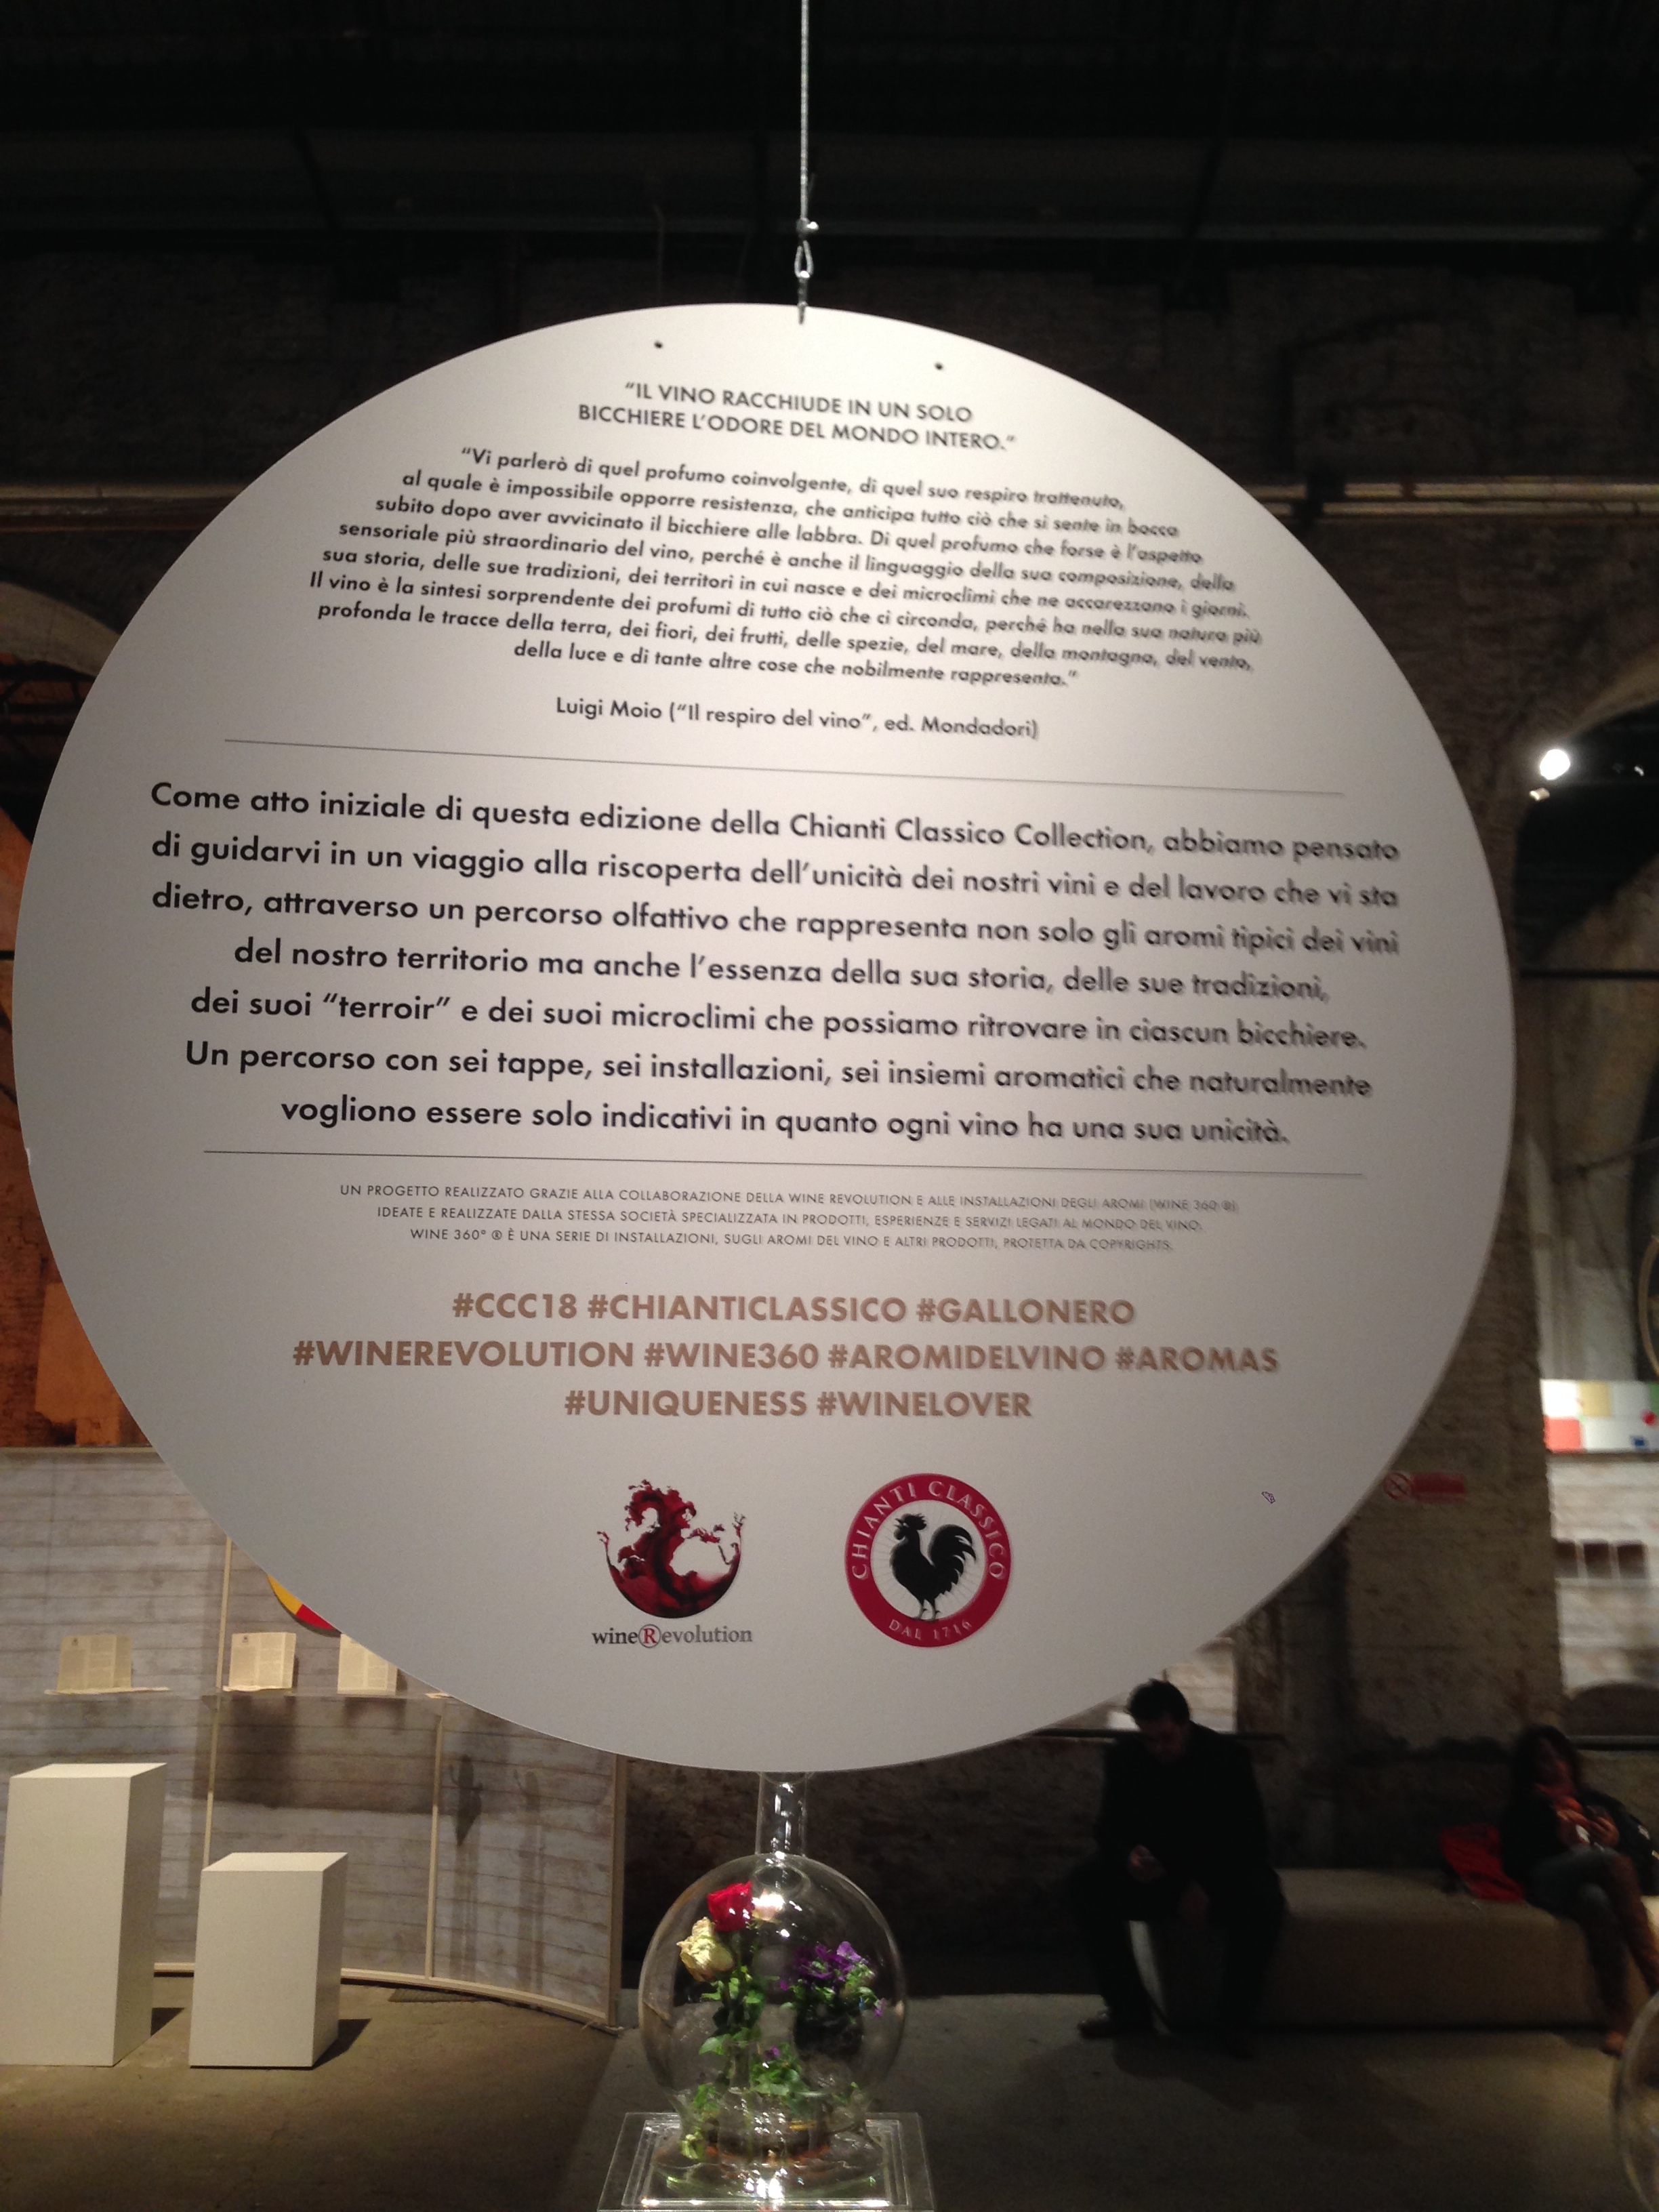 “IL VINO RACCHIUDE IN UN SOLO
BICCHIERE L’ODORE DEL MONDO INTERO.”
“Vi parlerò di quel profumo coinvolgente, di quel suo respiro trattenuto,
al quale è impossibile opporre resistenza, che anticipa tutto ciò che si sente in bocca
subito dopo aver avvicinato il bicchiere alle labbra. Di quel profumo che forse è l’aspetto
sensoriale più straordinario del vino, perché è anche il linguaggio della sua composizione, della
sua storia, delle sue tradizioni, dei territori in cui nasce e dei microclimi che ne accarezzano i giorni.
Il vino è la sintesi sorprendente dei profumi di tutto ciò che ci circonda, perché ha nella sua natura più
profonda le tracce della terra, dei fiori, dei frutti, delle spezie, del mare, della montagna, del vento,
della luce e di tante altre cose che nobilmente rappresenta.”
Luigi Moio (“Il respiro del vino”, ed. Mondadori)
Come atto iniziale di questa edizione della Chianti Classico Collection, abbiamo pensato
di guidarvi in un viaggio alla riscoperta dell’unicità dei nostri vini e del lavoro che vi sta
dietro, attraverso un percorso olfattivo che rappresenta non solo gli aromi tipici dei vini
del nostro territorio ma anche l’essenza della sua storia, delle sue tradizioni,
dei suoi “terroir” e dei suoi microclimi che possiamo ritrovare in ciascun bicchiere.
Un percorso con sei tappe, sei installazioni, sei insiemi aromatici che naturalmente
vogliono essere solo indicativi in quanto ogni vino ha una sua unicità.
UN PROGETTO REALIZZATO GRAZIE ALLA COLLABORAZIONE DELLA WINE REVOLUTION E ALLE INSTALLAZIONI DEGLI AROMI (WINE 360 ®)
IDEATE E REALIZZATE DALLA STESSA SOCIETÀ SPECIALIZZATA IN PRODOTTI, ESPERIENZE E SERVIZI LEGATI AL MONDO DEL VINO.
WINE 360° ® È UNA SERIE DI INSTALLAZIONI, SUGLI AROMI DEL VINO E ALTRI PRODOTTI, PROTETTA DA COPYRIGHTS.
#CCC18 #CHIANTICLASSICO #GALLONERO
#WINEREVOLUTION #WINE360 #AROMIDELVINO #AROMAS
#UNIQUENESS #WINELOVER
wineRevolution
CHIANTI CLASSICO
DAL 1716